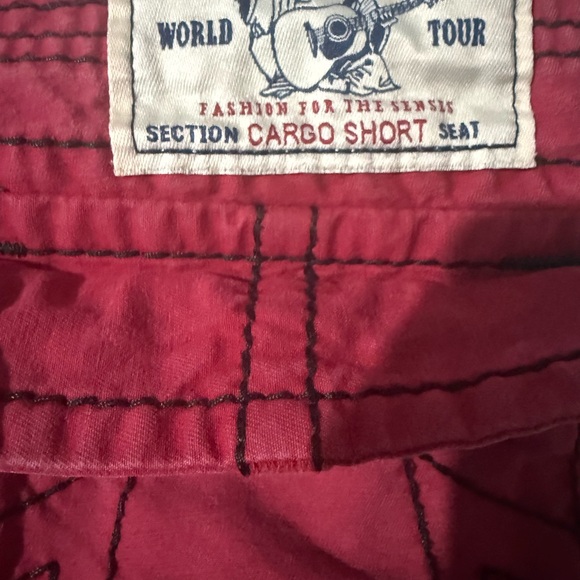 WORLD TOUR
FASHION FOR THE SENSES
SECTION CARGO SHORT SEAT